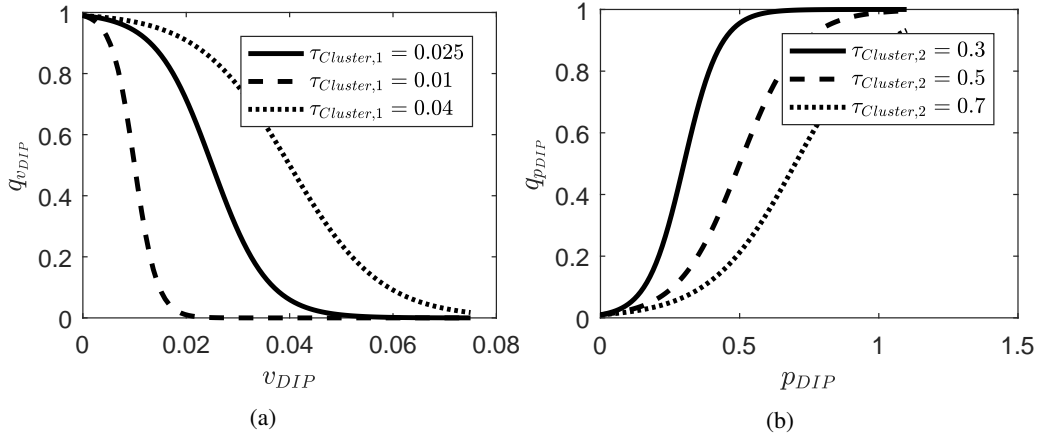 1
0.8
0.6
0.4
0.2
0
q_{v_{DIP}}
τ_{Cluster,1} = 0.025
τ_{Cluster,1} = 0.01
τ_{Cluster,1} = 0.04
0 0.02 0.04 0.06 0.08
v_{DIP}
(a)
1
0.8
0.6
0.4
0.2
0
q_{p_{DIP}}
τ_{Cluster,2} = 0.3
τ_{Cluster,2} = 0.5
τ_{Cluster,2} = 0.7
0 0.5 1 1.5
p_{DIP}
(b)